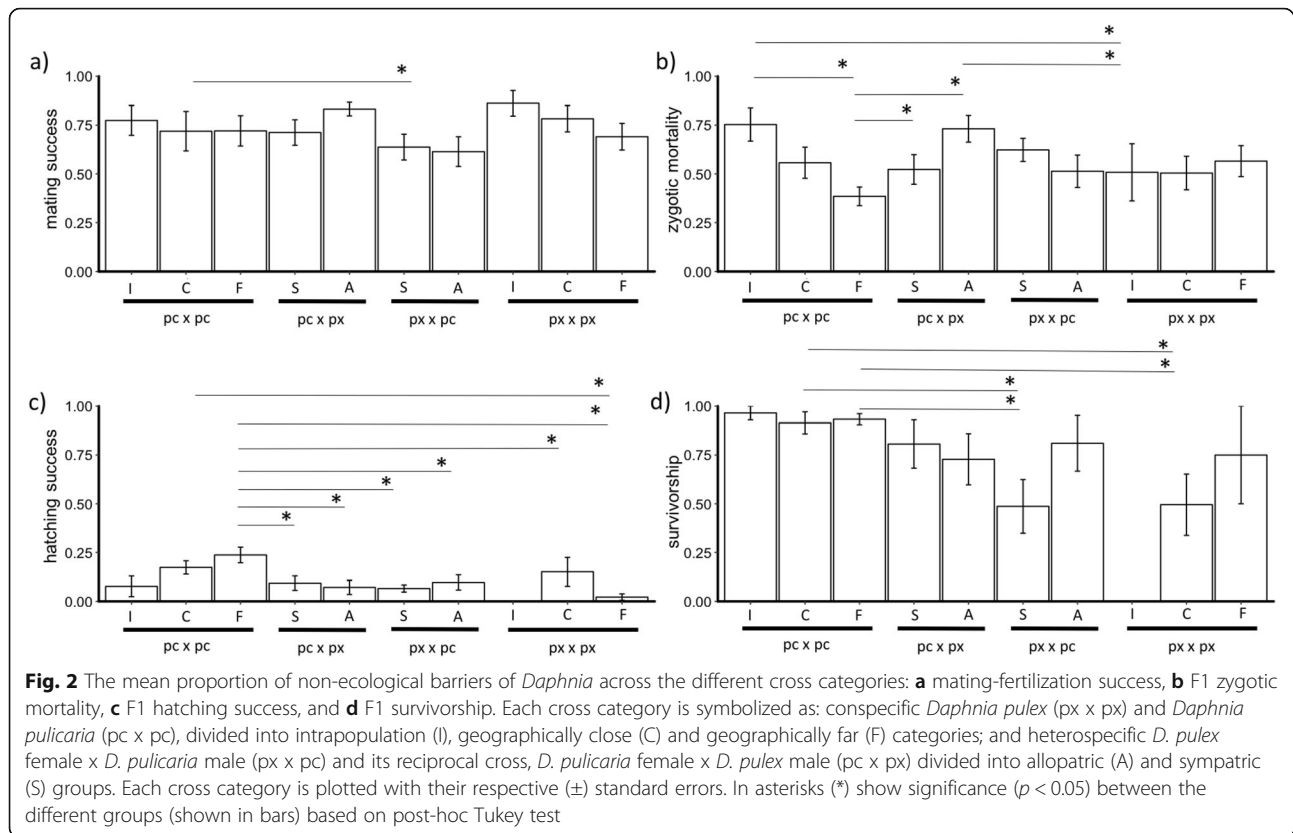 a)
mating success
1.00
0.75
0.50
0.25
0.00
*
I C F S A S A I C F
pc x pc pc x px px x pc px x px
b)
zygotic mortality
1.00
0.75
0.50
0.25
0.00
*
*
*
*
*
I C F S A S A I C F
pc x pc pc x px px x pc px x px
c)
hatching success
1.00
0.75
0.50
0.25
0.00
*
*
*
*
*
*
*
I C F S A S A I C F
pc x pc pc x px px x pc px x px
d)
survivorship
1.00
0.75
0.50
0.25
0.00
*
*
*
*
I C F S A S A I C F
pc x pc pc x px px x pc px x px
Fig. 2 The mean proportion of non-ecological barriers of Daphnia across the different cross categories: a mating-fertilization success, b F1 zygotic
mortality, c F1 hatching success, and d F1 survivorship. Each cross category is symbolized as: conspecific Daphnia pulex (px x px) and Daphnia
pulicaria (pc x pc), divided into intrapopulation (I), geographically close (C) and geographically far (F) categories; and heterospecific D. pulex
female x D. pulicaria male (px x pc) and its reciprocal cross, D. pulicaria female x D. pulex male (pc x px) divided into allopatric (A) and sympatric
(S) groups. Each cross category is plotted with their respective (±) standard errors. In asterisks (*) show significance (p < 0.05) between the
different groups (shown in bars) based on post-hoc Tukey test